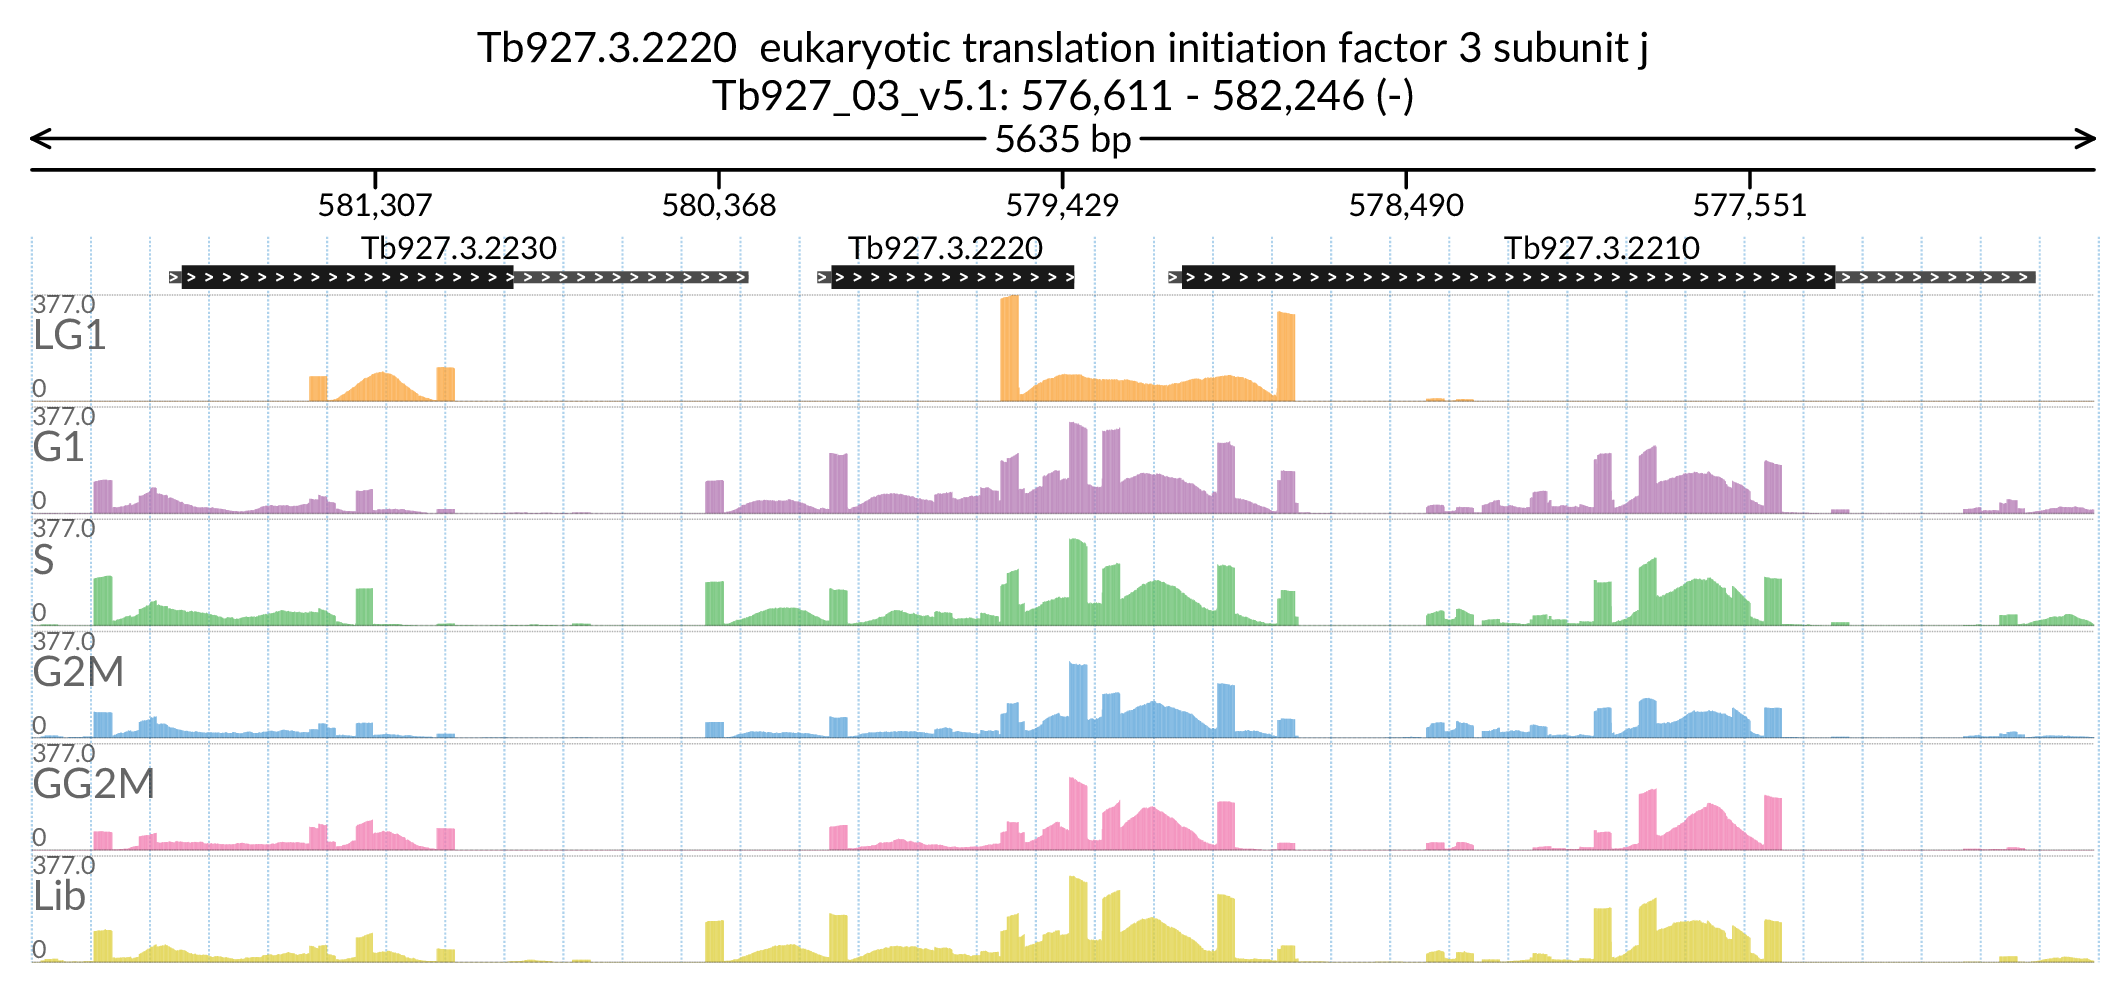 Tb927.3.2220 eukaryotic translation initiation factor 3 subunit j
Tb927_03_v5.1: 576,611 - 582,246 (-)
5635 bp
581,307 580,368 579,429 578,490 577,551
Tb927.3.2230 Tb927.3.2220 Tb927.3.2210
377.0
LG1
0
377.0
G1
0
377.0
S
0
377.0
G2M
0
377.0
GG2M
0
377.0
Lib
0